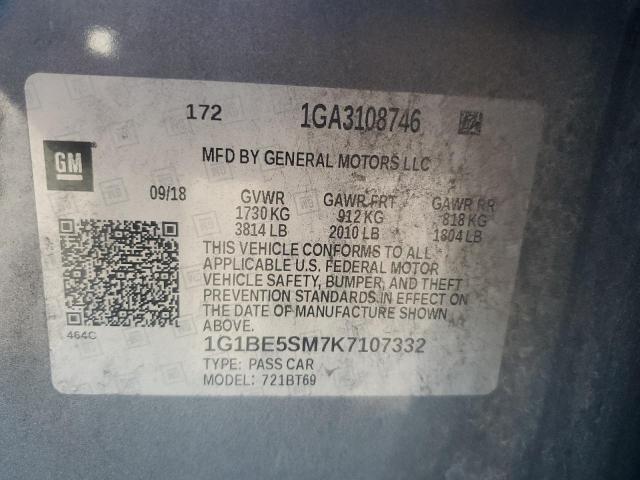 172 1GA3108746
GM
MFD BY GENERAL MOTORS LLC
09/18 GVWR GAWR FRT GAWR RR
1730 KG 912 KG 818 KG
3814 LB 2010 LB 1804 LB
THIS VEHICLE CONFORMS TO ALL
APPLICABLE U.S. FEDERAL MOTOR
VEHICLE SAFETY, BUMPER, AND THEFT
PREVENTION STANDARDS IN EFFECT ON
THE DATE OF MANUFACTURE SHOWN
ABOVE.
464C
1G1BE5SM7K7107332
TYPE: PASS CAR
MODEL: 721BT69